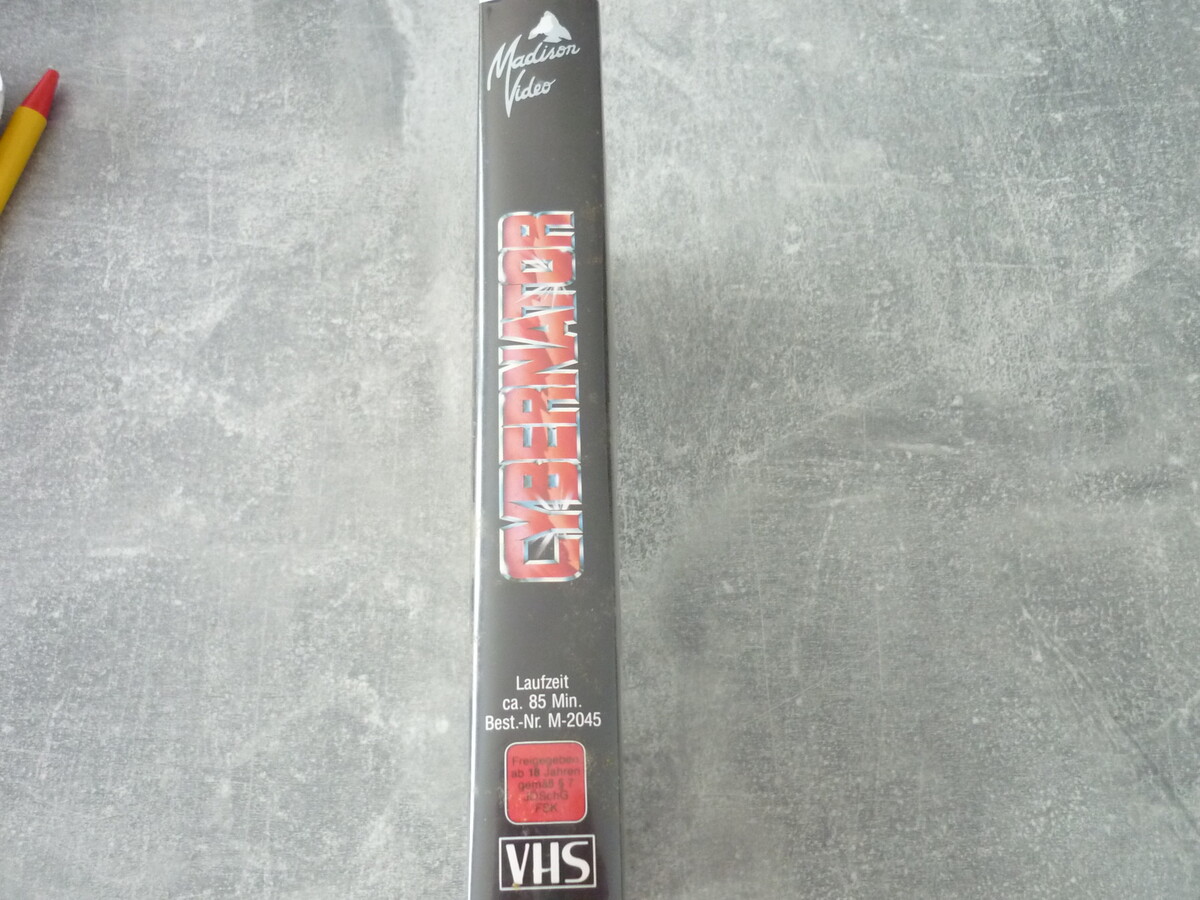 Madison
Video
CYBERNATOR
Laufzeit
ca. 85 Min.
Best.-Nr. M-2045
Freigegeben
ab 18 Jahren
gemäß § 7
JÖSchG
FSK
VHS